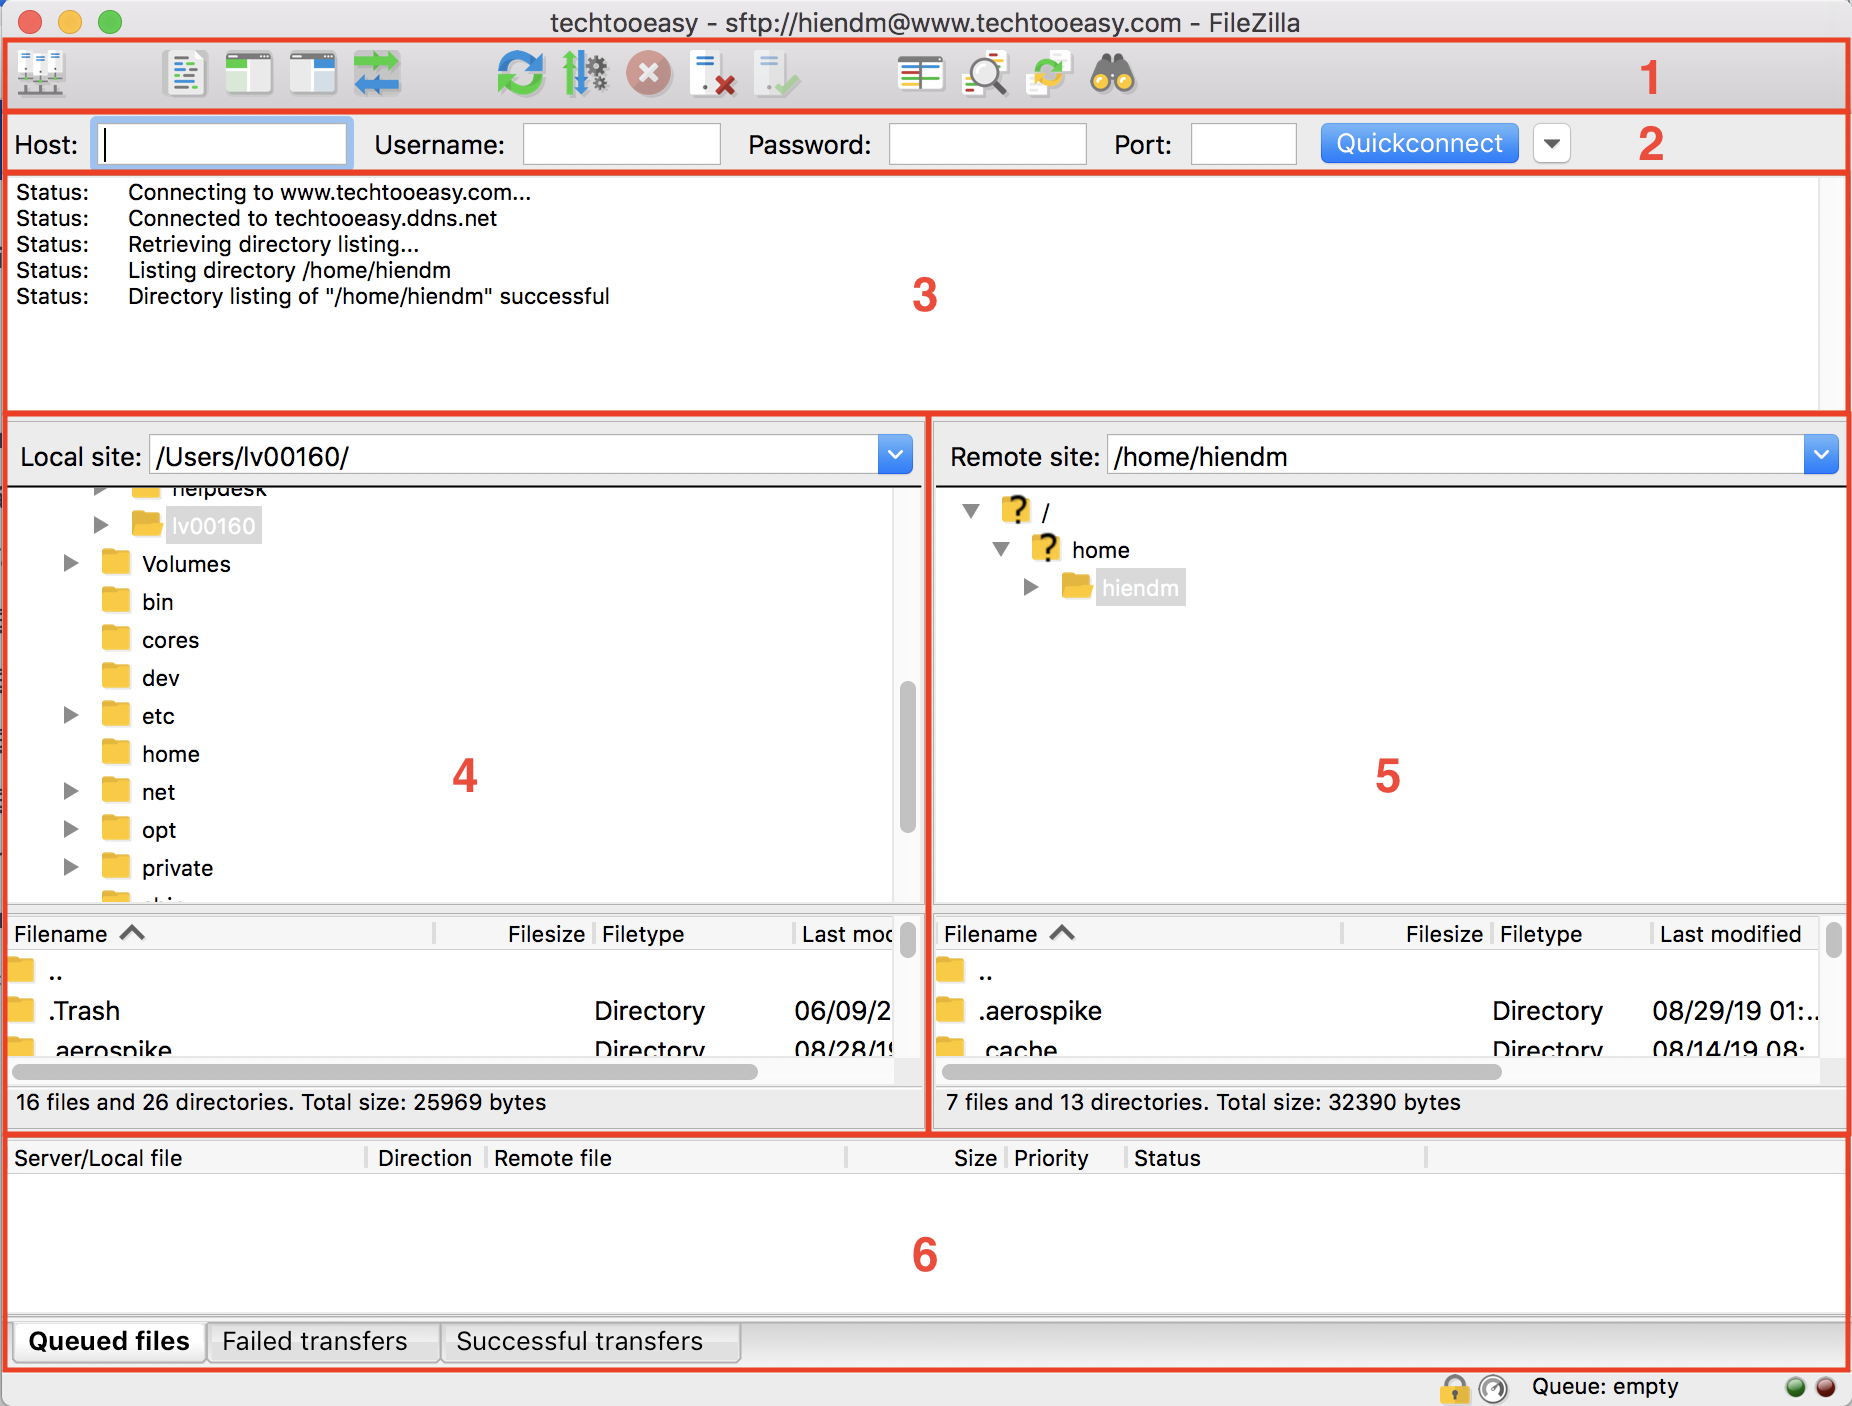 techtooeasy - sftp://hiendm@www.techtooeasy.com - FileZilla
1
Host: Username: Password: Port: Quickconnect 2
Status: Connecting to www.techtooeasy.com...
Status: Connected to techtooeasy.ddns.net
Status: Retrieving directory listing...
Status: Listing directory /home/hiendm
Status: Directory listing of "/home/hiendm" successful
3
Local site: /Users/lv00160/
helpdesk
lv00160
Volumes
bin
cores
dev
etc
home
net
opt
private
4
Filename Filesize Filetype Last mod
..
.Trash Directory 06/09/2
.aerospike Directory 08/28/19
16 files and 26 directories. Total size: 25969 bytes
Remote site: /home/hiendm
? /
? home
hiendm
5
Filename Filesize Filetype Last modified
..
.aerospike Directory 08/29/19 01:...
.cache Directory 08/14/19 08:
7 files and 13 directories. Total size: 32390 bytes
Server/Local file Direction Remote file Size Priority Status
6
Queued files Failed transfers Successful transfers
Queue: empty